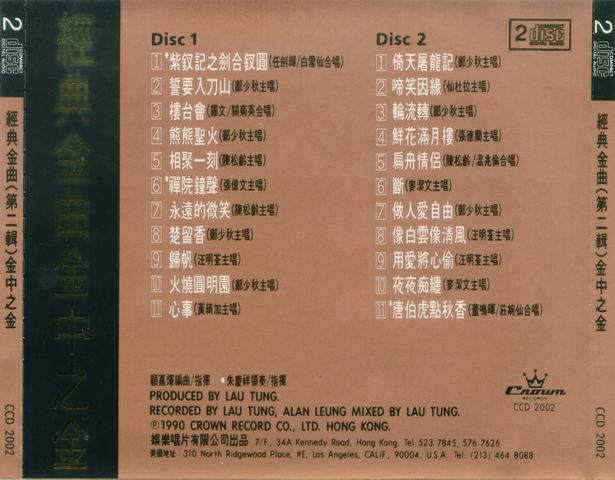 2
COMPACT
disc
DIGITAL AUDIO
經典金曲(第二輯)金中之金
CCD 2002
經典金曲金中之金
Disc 1
1 *紫釵記之劍合釵圓(任劍輝/白雪仙合唱)
2 誓要入刀山(鄭少秋主唱)
3 樓台會(羅文/關菊英合唱)
4 熊熊聖火(鄭少秋主唱)
5 相聚一刻(陳松齡主唱)
6 *禪院鐘聲(張偉文主唱)
7 永遠的微笑(陳松齡主唱)
8 楚留香(鄭少秋主唱)
9 歸帆(汪明荃主唱)
10 火燒圓明園(鄭少秋主唱)
11 心事(黃綺加主唱)
Disc 2
2 COMPACT disc DIGITAL AUDIO
1 倚天屠龍記(鄭少秋主唱)
2 啼笑因緣(仙杜拉主唱)
3 輪流轉(鄭少秋主唱)
4 鮮花滿月樓(張德蘭主唱)
5 扁舟情侶(陳松齡/溫兆倫合唱)
6 斷(麥潔文主唱)
7 做人愛自由(鄭少秋主唱)
8 像白雲像清風(汪明荃主唱)
9 用愛將心偷(汪明荃主唱)
10 夜夜痴纏(麥潔文主唱)
11 *唐伯虎點秋香(蓋鳴暉/莊婉仙合唱)
顧嘉煇編曲/指揮 *朱慶祥領奏/指揮
PRODUCED BY LAU TUNG.
RECORDED BY LAU TUNG, ALAN LEUNG MIXED BY LAU TUNG.
Ⓟ1990 CROWN RECORD CO., LTD. HONG KONG.
娛樂唱片有限公司出品 7/F., 34A Kennedy Road, Hong Kong. Tel: 523 7845, 576 7626
美國地址: 310 North Ridgewood Place, #E, Los Angeles, CALIF., 90004. U.S.A. Tel: (213) 464 8088
Crown
RECORDS
CCD 2002
2
COMPACT
disc
DIGITAL AUDIO
經典金曲(第二輯)金中之金
CCD 2002